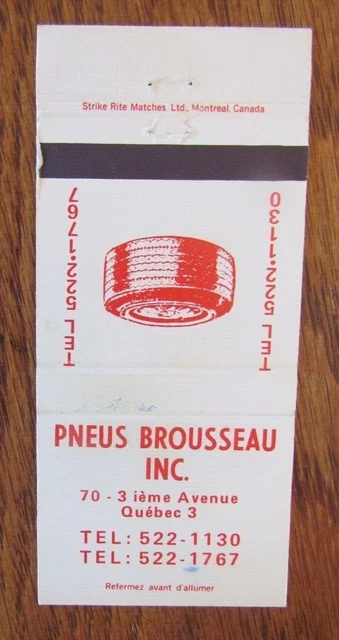 Strike Rite Matches Ltd., Montreal, Canada
TEL 522-1767
TEL 522-1130
PNEUS BROUSSEAU
INC.
70 - 3 ième Avenue
Québec 3
TEL: 522-1130
TEL: 522-1767
Refermez avant d'allumer